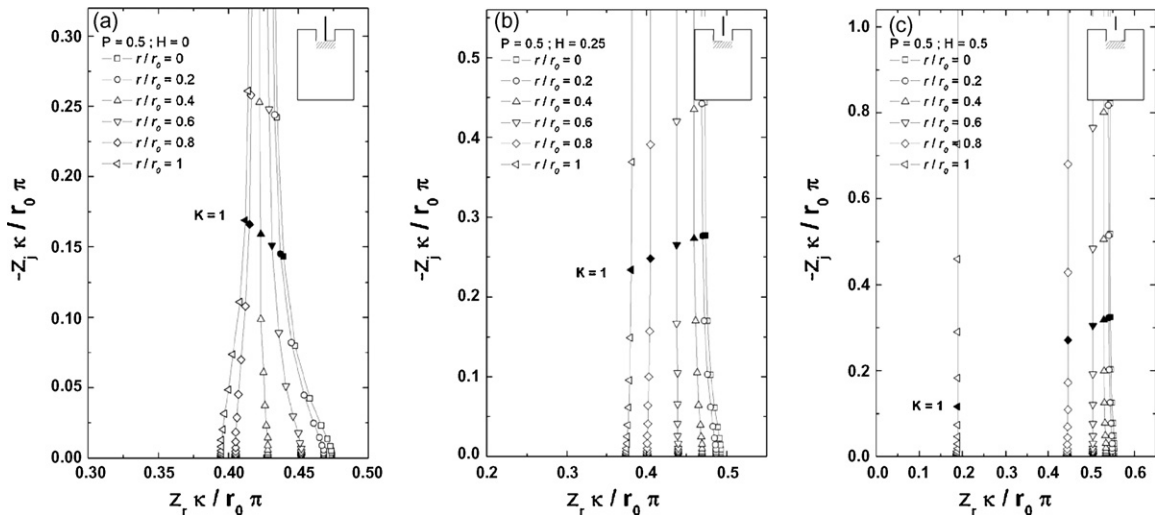 (a)
P = 0.5 ; H = 0
r / r0 = 0
r / r0 = 0.2
r / r0 = 0.4
r / r0 = 0.6
r / r0 = 0.8
r / r0 = 1
K = 1
0.30
0.25
0.20
0.15
0.10
0.05
0.00
-Zj κ / r0 π
0.30 0.35 0.40 0.45 0.50
Zr κ / r0 π
(b)
P = 0.5 ; H = 0.25
r / r0 = 0
r / r0 = 0.2
r / r0 = 0.4
r / r0 = 0.6
r / r0 = 0.8
r / r0 = 1
K = 1
0.5
0.4
0.3
0.2
0.1
0.0
-Zj κ / r0 π
0.2 0.3 0.4 0.5
Zr κ / r0 π
(c)
P = 0.5 ; H = 0.5
r / r0 = 0
r / r0 = 0.2
r / r0 = 0.4
r / r0 = 0.6
r / r0 = 0.8
r / r0 = 1
K = 1
1.0
0.8
0.6
0.4
0.2
0.0
-Zj κ / r0 π
0.0 0.1 0.2 0.3 0.4 0.5 0.6
Zr κ / r0 π